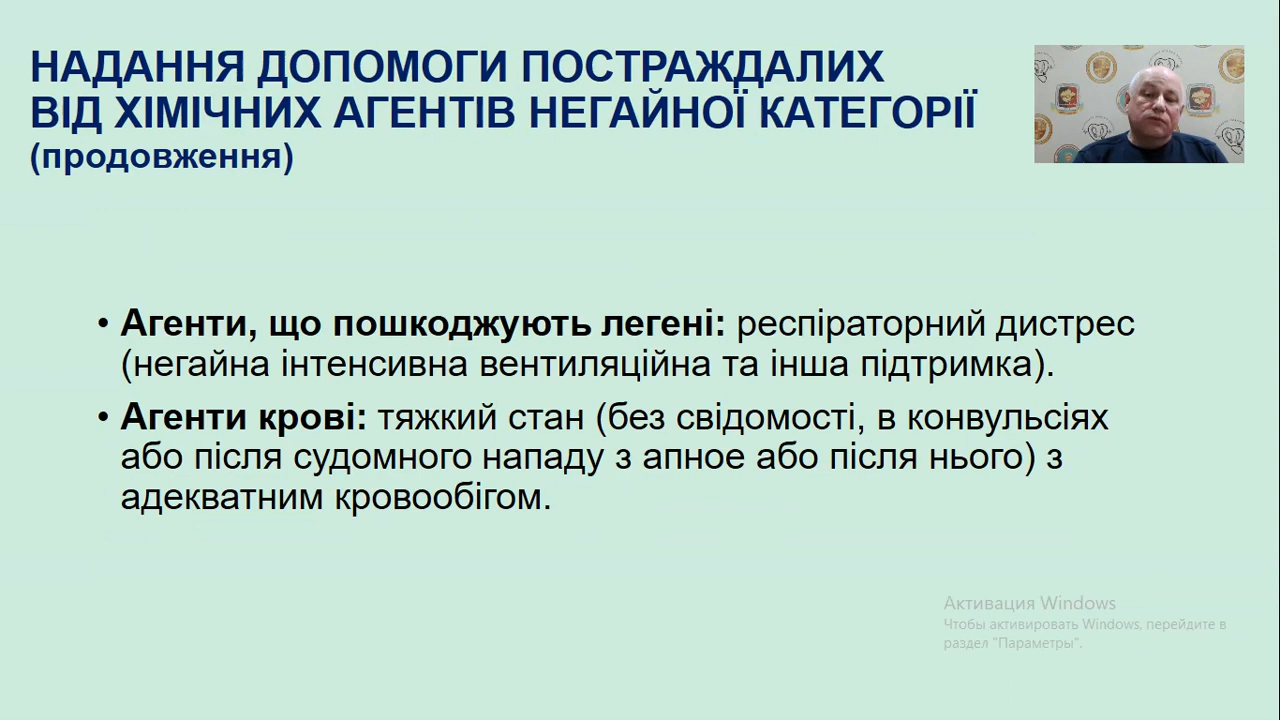 НАДАННЯ ДОПОМОГИ ПОСТРАЖДАЛИХ
ВІД ХІМІЧНИХ АГЕНТІВ НЕГАЙНОЇ КАТЕГОРІЇ
(продовження)
• Агенти, що пошкоджують легені: респіраторний дистрес
(негайна інтенсивна вентиляційна та інша підтримка).
• Агенти крові: тяжкий стан (без свідомості, в конвульсіях
або після судомного нападу з апное або після нього) з
адекватним кровообігом.
Активация Windows
Чтобы активировать Windows, перейдите в
раздел "Параметры".